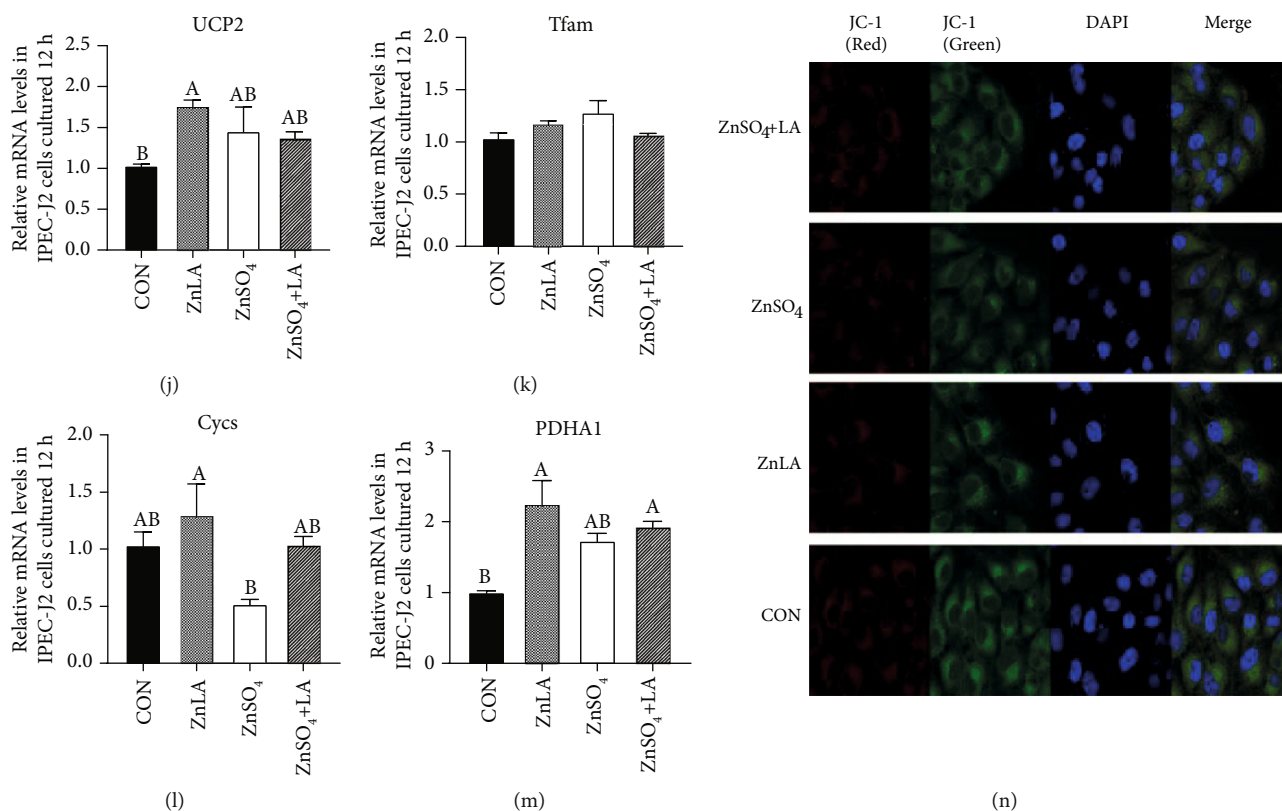 UCP2
Relative mRNA levels in
IPEC-J2 cells cultured 12 h
2.5
2.0
1.5
1.0
0.5
0.0
B
A
AB
AB
CON
ZnLA
ZnSO4
ZnSO4+LA
(j)
Tfam
Relative mRNA levels in
IPEC-J2 cells cultured 12 h
2.0
1.5
1.0
0.5
0.0
CON
ZnLA
ZnSO4
ZnSO4+LA
(k)
Cycs
Relative mRNA levels in
IPEC-J2 cells cultured 12 h
2.0
1.5
1.0
0.5
0.0
AB
A
B
AB
CON
ZnLA
ZnSO4
ZnSO4+LA
(l)
PDHA1
Relative mRNA levels in
IPEC-J2 cells cultured 12 h
3
2
1
0
B
A
AB
A
CON
ZnLA
ZnSO4
ZnSO4+LA
(m)
JC-1
(Red)
JC-1
(Green)
DAPI
Merge
ZnSO4+LA
ZnSO4
ZnLA
CON
(n)